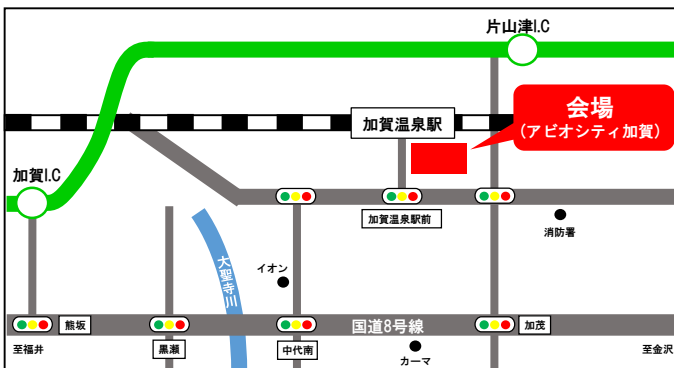 片山津I.C
会場
(アビオシティ加賀)
加賀温泉駅
加賀I.C
加賀温泉駅前
消防署
大聖寺川
イオン
国道8号線
熊坂
黒瀬
中代南
加茂
至福井
カーマ
至金沢